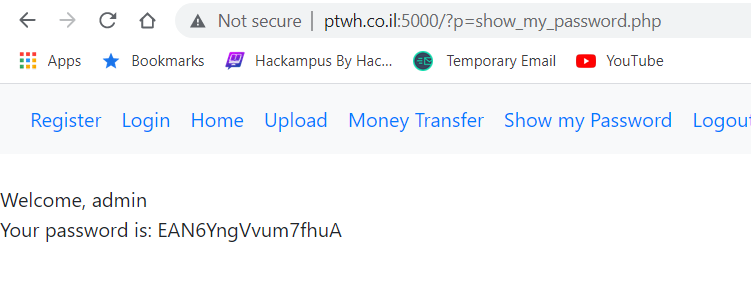 Not secure | ptwh.co.il:5000/?p=show_my_password.php
Apps Bookmarks Hackampus By Hac... Temporary Email YouTube
Register Login Home Upload Money Transfer Show my Password Logout
Welcome, admin
Your password is: EAN6YngVvum7fhuA